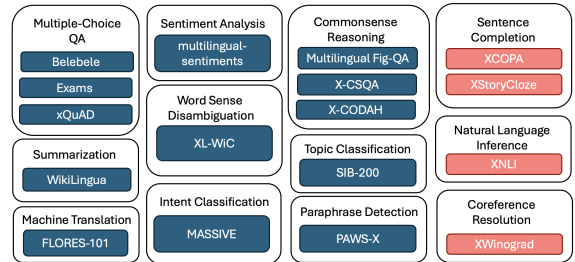 Multiple-Choice
QA
Belebele
Exams
xQuAD
Summarization
WikiLingua
Machine Translation
FLORES-101
Sentiment Analysis
multilingual-
sentiments
Word Sense
Disambiguation
XL-WiC
Intent Classification
MASSIVE
Commonsense
Reasoning
Multilingual Fig-QA
X-CSQA
X-CODAH
Topic Classification
SIB-200
Paraphrase Detection
PAWS-X
Sentence
Completion
XCOPA
XStoryCloze
Natural Language
Inference
XNLI
Coreference
Resolution
XWinograd